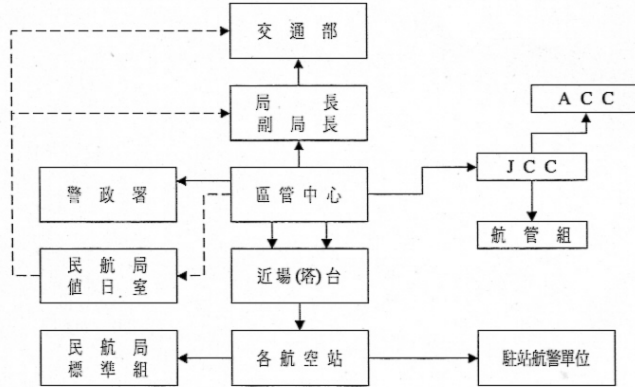 交通部
局長
副局長
ACC
JCC
警政署
區管中心
航管組
民航局
值日室
近場(塔)台
民航局
標準組
各航空站
駐站航警單位